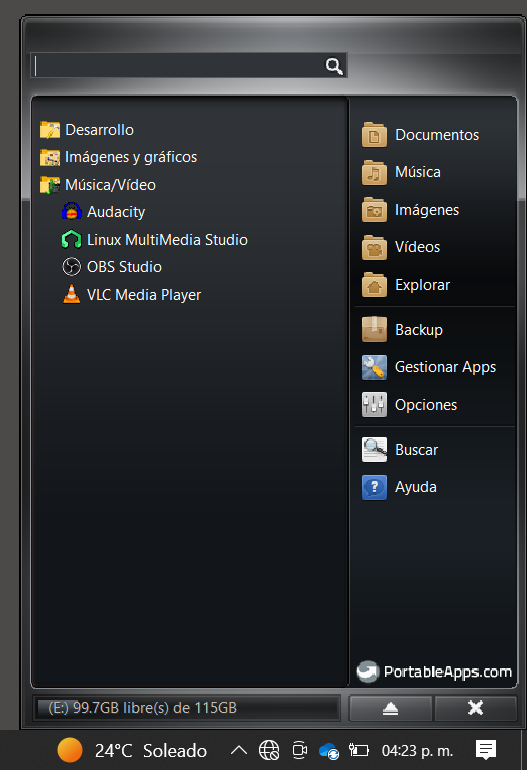 Desarrollo
Imágenes y gráficos
Música/Vídeo
Audacity
Linux MultiMedia Studio
OBS Studio
VLC Media Player
Documentos
Música
Imágenes
Vídeos
Explorar
Backup
Gestionar Apps
Opciones
Buscar
Ayuda
PortableApps.com
(E:) 99.7GB libre(s) de 115GB
24°C Soleado 04:23 p. m.